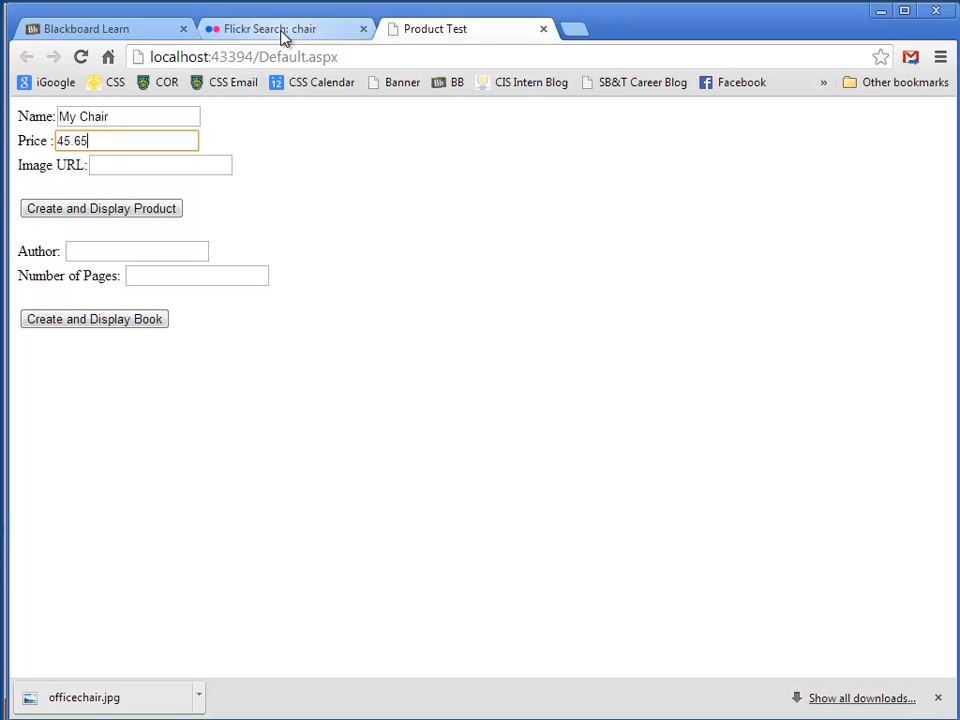 Blackboard Learn
Flickr Search: chair
Product Test
localhost:43394/Default.aspx
iGoogle CSS COR CSS Email CSS Calendar Banner BB CIS Intern Blog SB&T Career Blog Facebook » Other bookmarks
Name: My Chair
Price : 45.65
Image URL:
Create and Display Product
Author:
Number of Pages:
Create and Display Book
officechair.jpg
Show all downloads...